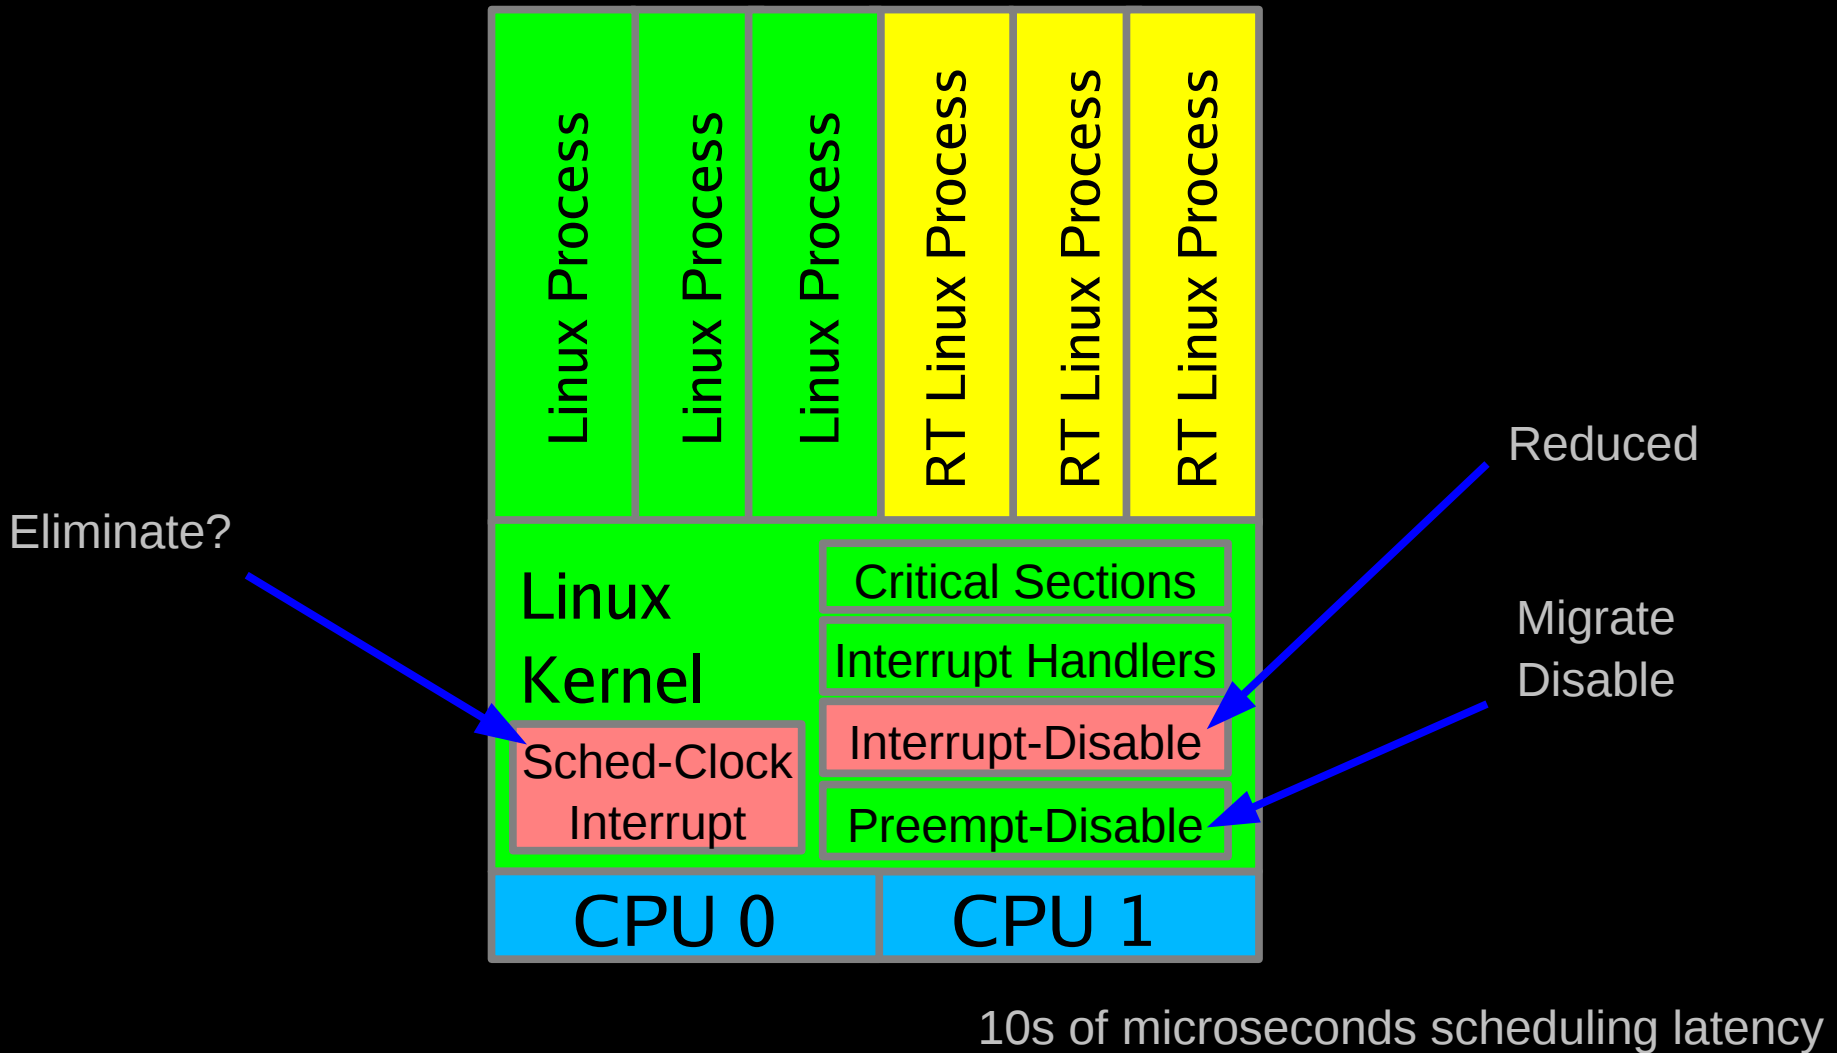 Linux Process
Linux Process
Linux Process
RT Linux Process
RT Linux Process
RT Linux Process
Reduced
Eliminate?
Linux
Kernel
Critical Sections
Interrupt Handlers
Interrupt-Disable
Preempt-Disable
Migrate
Disable
Sched-Clock
Interrupt
CPU 0
CPU 1
10s of microseconds scheduling latency